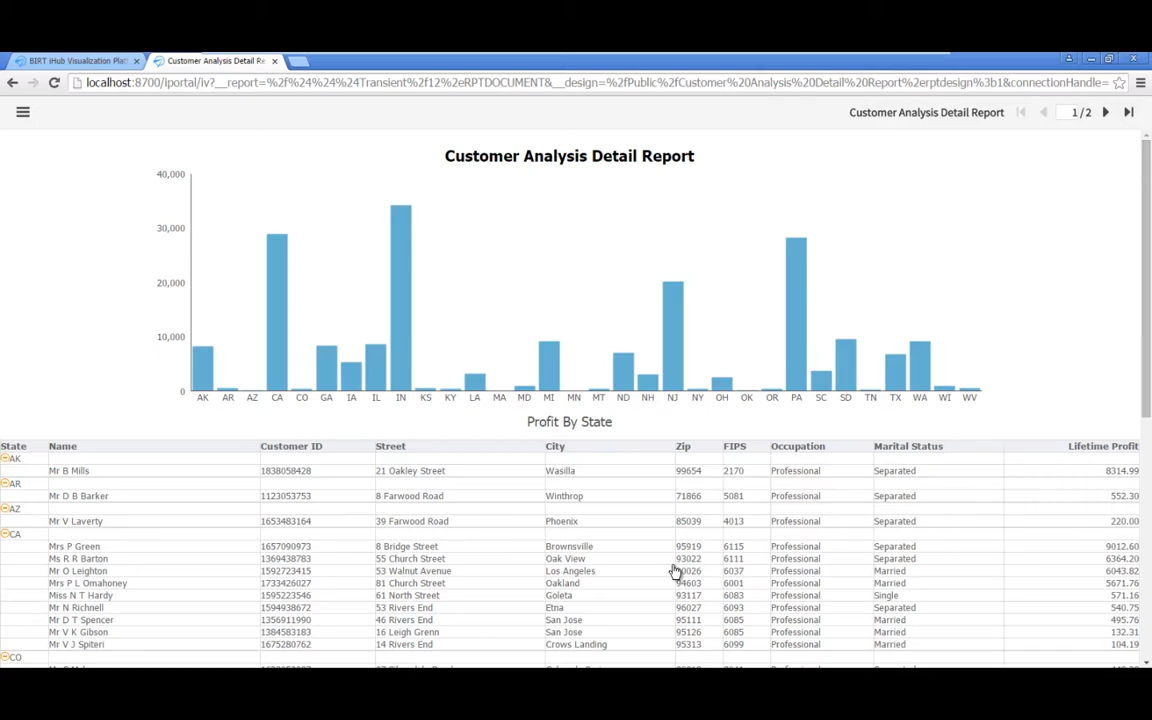 BIRT iHub Visualization Plat
Customer Analysis Detail Re
localhost:8700/iportal/iv?__report=%2f%24%24%24Transient%2f12%2eRPTDOCUMENT&__design=%2fPublic%2fCustomer%20Analysis%20Detail%20Report%2erptdesign%3b1&connectionHandle=
Customer Analysis Detail Report 1 / 2
Customer Analysis Detail Report
40,000
30,000
20,000
10,000
0
AK AR AZ CA CO GA IA IL IN KS KY LA MA MD MI MN MT ND NH NJ NY OH OK OR PA SC SD TN TX WA WI WV
Profit By State
State Name Customer ID Street City Zip FIPS Occupation Marital Status Lifetime Profit
AK
Mr B Mills 1838058428 21 Oakley Street Wasilla 99654 2170 Professional Separated 8314.99
AR
Mr D B Barker 1123053753 8 Farwood Road Winthrop 71866 5081 Professional Separated 552.30
AZ
Mr V Laverty 1653483164 39 Farwood Road Phoenix 85039 4013 Professional Separated 220.00
CA
Mrs P Green 1657090973 8 Bridge Street Brownsville 95919 6115 Professional Separated 9012.60
Ms R R Barton 1369438783 55 Church Street Oak View 93022 6111 Professional Separated 6364.20
Mr O Leighton 1592723415 53 Walnut Avenue Los Angeles 6037 Professional Married 6043.82
Mrs P L Omahoney 1733426027 81 Church Street Oakland 94603 6001 Professional Married 5671.76
Miss N T Hardy 1595223546 61 North Street Goleta 93117 6083 Professional Single 571.16
Mr N Richnell 1594938672 53 Rivers End Etna 96027 6093 Professional Separated 540.75
Mr D T Spencer 1356911990 46 Rivers End San Jose 95111 6085 Professional Married 495.76
Mr V K Gibson 1384583183 16 Leigh Grenn San Jose 95126 6085 Professional Married 132.31
Mr V J Spiteri 1675280762 14 Rivers End Crows Landing 95313 6099 Professional Married 104.19
CO